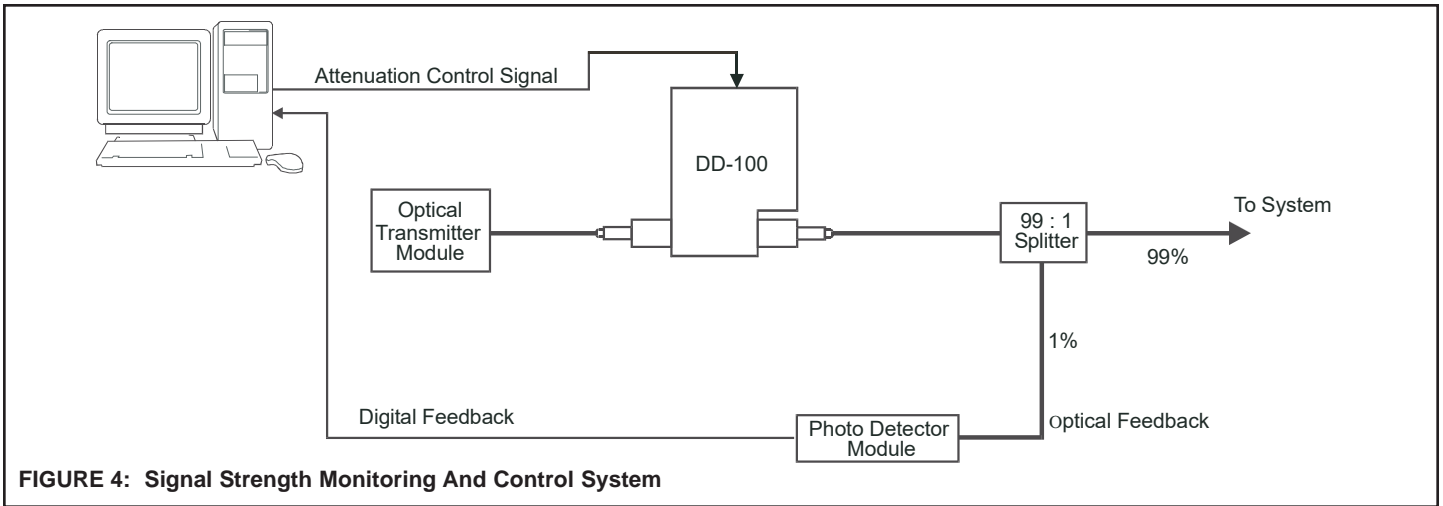 Attenuation Control Signal
DD-100
Optical
Transmitter
Module
99 : 1
Splitter
To System
99%
1%
Digital Feedback
Photo Detector
Module
Optical Feedback
FIGURE 4: Signal Strength Monitoring And Control System